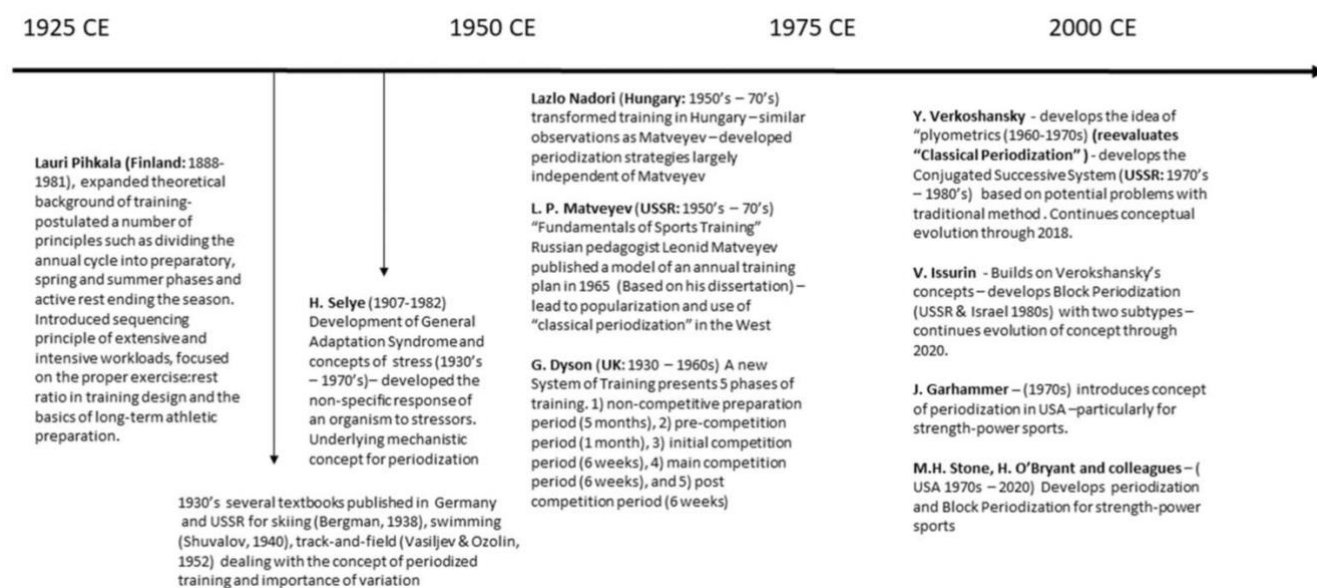 1925 CE
1950 CE
1975 CE
2000 CE
Lauri Pihkala (Finland: 1888-
1981), expanded theoretical
background of training-
postulated a number of
principles such as dividing the
annual cycle into preparatory,
spring and summer phases and
active rest ending the season.
Introduced sequencing
principle of extensive and
intensive workloads, focused
on the proper exercise:rest
ratio in training design and the
basics of long-term athletic
preparation.
1930's several textbooks published in Germany
and USSR for skiing (Bergman, 1938), swimming
(Shuvalov, 1940), track-and-field (Vasiljev & Ozolin,
1952) dealing with the concept of periodized
training and importance of variation
H. Selye (1907-1982)
Development of General
Adaptation Syndrome and
concepts of stress (1930's
– 1970's)– developed the
non-specific response of
an organism to stressors.
Underlying mechanistic
concept for periodization
Lazlo Nadori (Hungary: 1950's – 70's)
transformed training in Hungary – similar
observations as Matveyev – developed
periodization strategies largely
independent of Matveyev
L. P. Matveyev (USSR: 1950's – 70's)
"Fundamentals of Sports Training"
Russian pedagogist Leonid Matveyev
published a model of an annual training
plan in 1965 (Based on his dissertation) –
lead to popularization and use of
"classical periodization" in the West
G. Dyson (UK: 1930 – 1960s) A new
System of Training presents 5 phases of
training. 1) non-competitive preparation
period (5 months), 2) pre-competition
period (1 month), 3) initial competition
period (6 weeks), 4) main competition
period (6 weeks), and 5) post
competition period (6 weeks)
Y. Verkoshansky - develops the idea of
"plyometrics (1960-1970s) (reevaluates
"Classical Periodization" ) - develops the
Conjugated Successive System (USSR: 1970's
– 1980's) based on potential problems with
traditional method . Continues conceptual
evolution through 2018.
V. Issurin - Builds on Verokshansky's
concepts – develops Block Periodization
(USSR & Israel 1980s) with two subtypes –
continues evolution of concept through
2020.
J. Garhammer – (1970s) introduces concept
of periodization in USA –particularly for
strength-power sports.
M.H. Stone, H. O'Bryant and colleagues – (
USA 1970s – 2020) Develops periodization
and Block Periodization for strength-power
sports